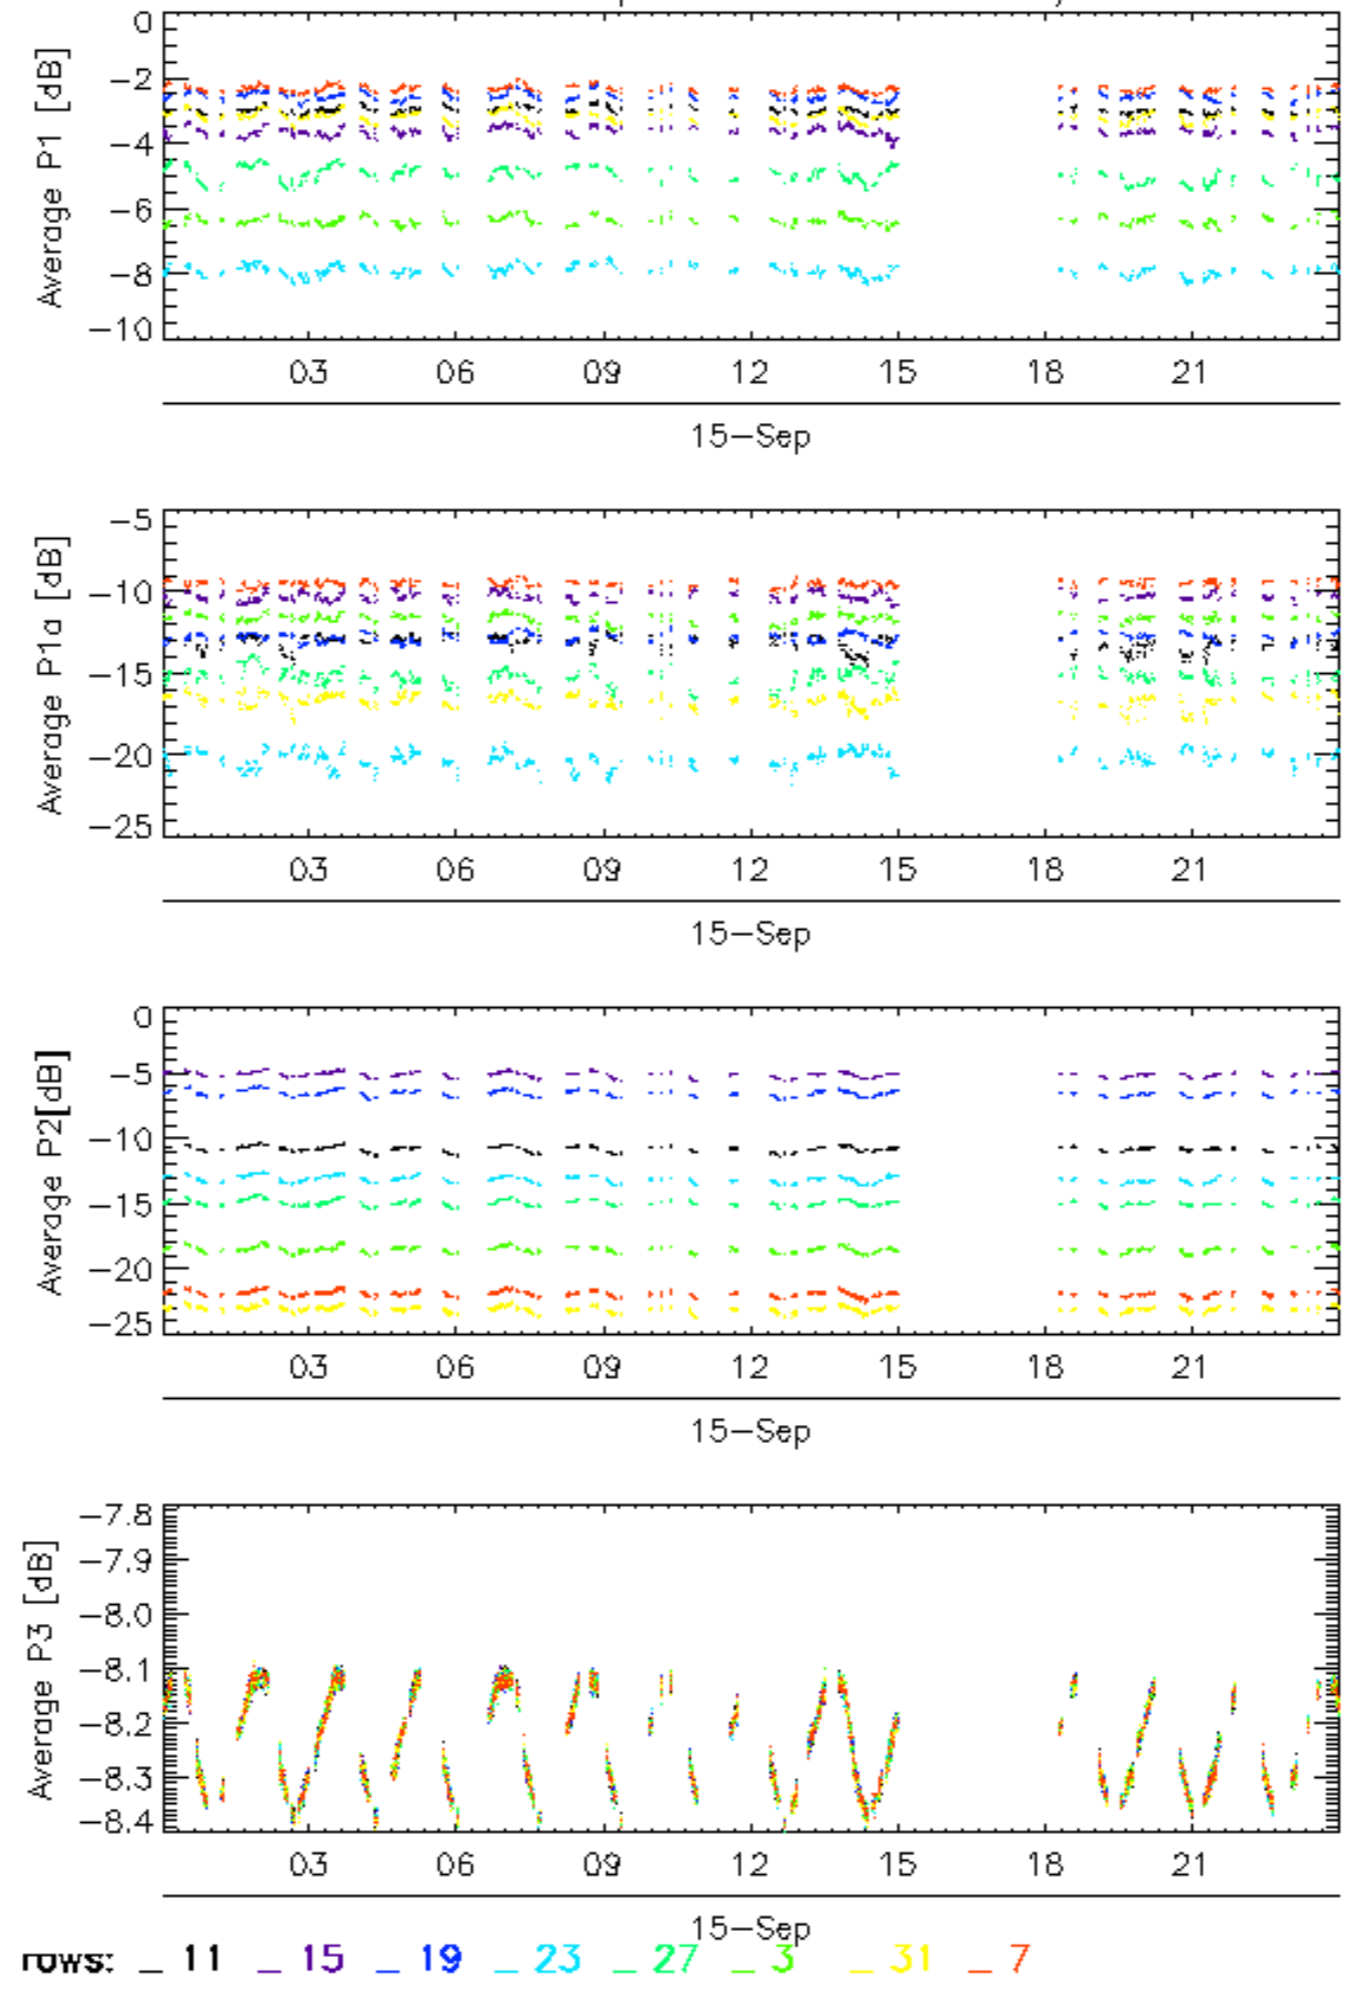 0
−2
−4
−6
−8
−10
Average P1 [dB]
03 06 09 12 15 18 21
15−Sep
−5
−10
−15
−20
−25
Average P1a [dB]
03 06 09 12 15 18 21
15−Sep
0
−5
−10
−15
−20
−25
Average P2[dB]
03 06 09 12 15 18 21
15−Sep
−7.8
−7.9
−8.0
−8.1
−8.2
−8.3
−8.4
Average P3 [dB]
03 06 09 12 15 18 21
15−Sep
rows: _ 11 _ 15 _ 19 _ 23 _ 27 _ 3 _ 31 _ 7